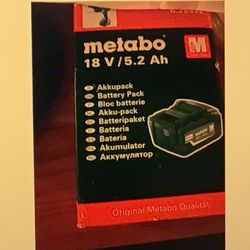 metabo
M
18 V / 5.2 Ah
Akkupack
Battery Pack
Bloc batterie
Akku-pack
Batteripaket
Batteria
Bateria
Akumulator
Аккумулятор
Original Metabo Qualität